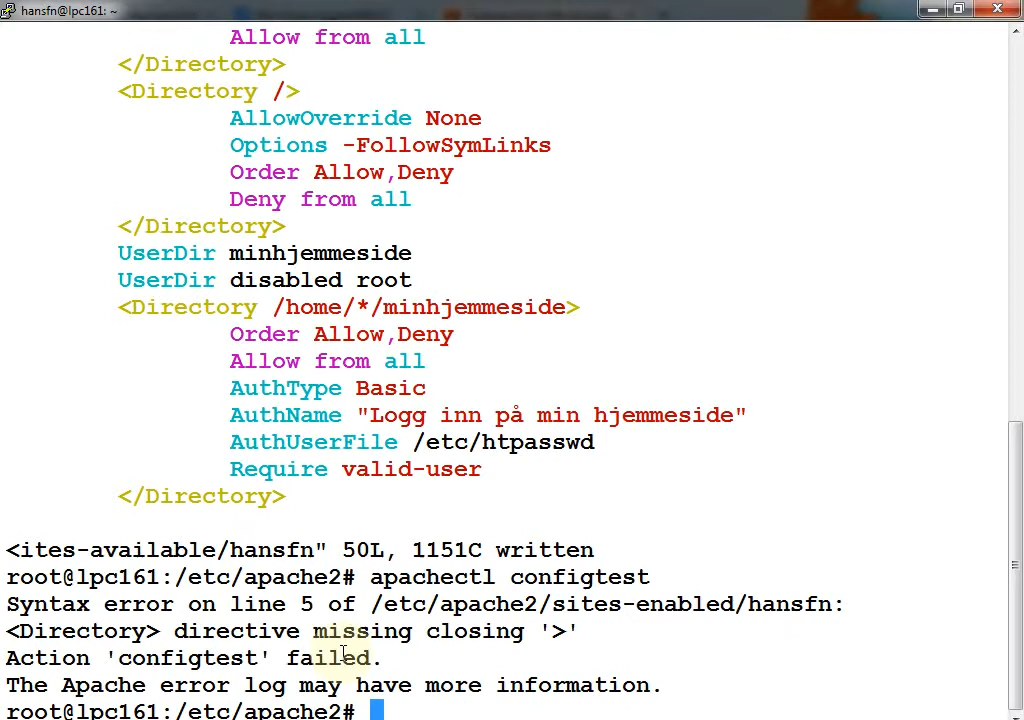 hansfn@lpc161: ~
Allow from all
</Directory>
<Directory />
AllowOverride None
Options -FollowSymLinks
Order Allow,Deny
Deny from all
</Directory>
UserDir minhjemmeside
UserDir disabled root
<Directory /home/*/minhjemmeside>
Order Allow,Deny
Allow from all
AuthType Basic
AuthName "Logg inn på min hjemmeside"
AuthUserFile /etc/htpasswd
Require valid-user
</Directory>
<ites-available/hansfn" 50L, 1151C written
root@lpc161:/etc/apache2# apachectl configtest
Syntax error on line 5 of /etc/apache2/sites-enabled/hansfn:
<Directory> directive missing closing '>'
Action 'configtest' failed.
The Apache error log may have more information.
root@lpc161:/etc/apache2#